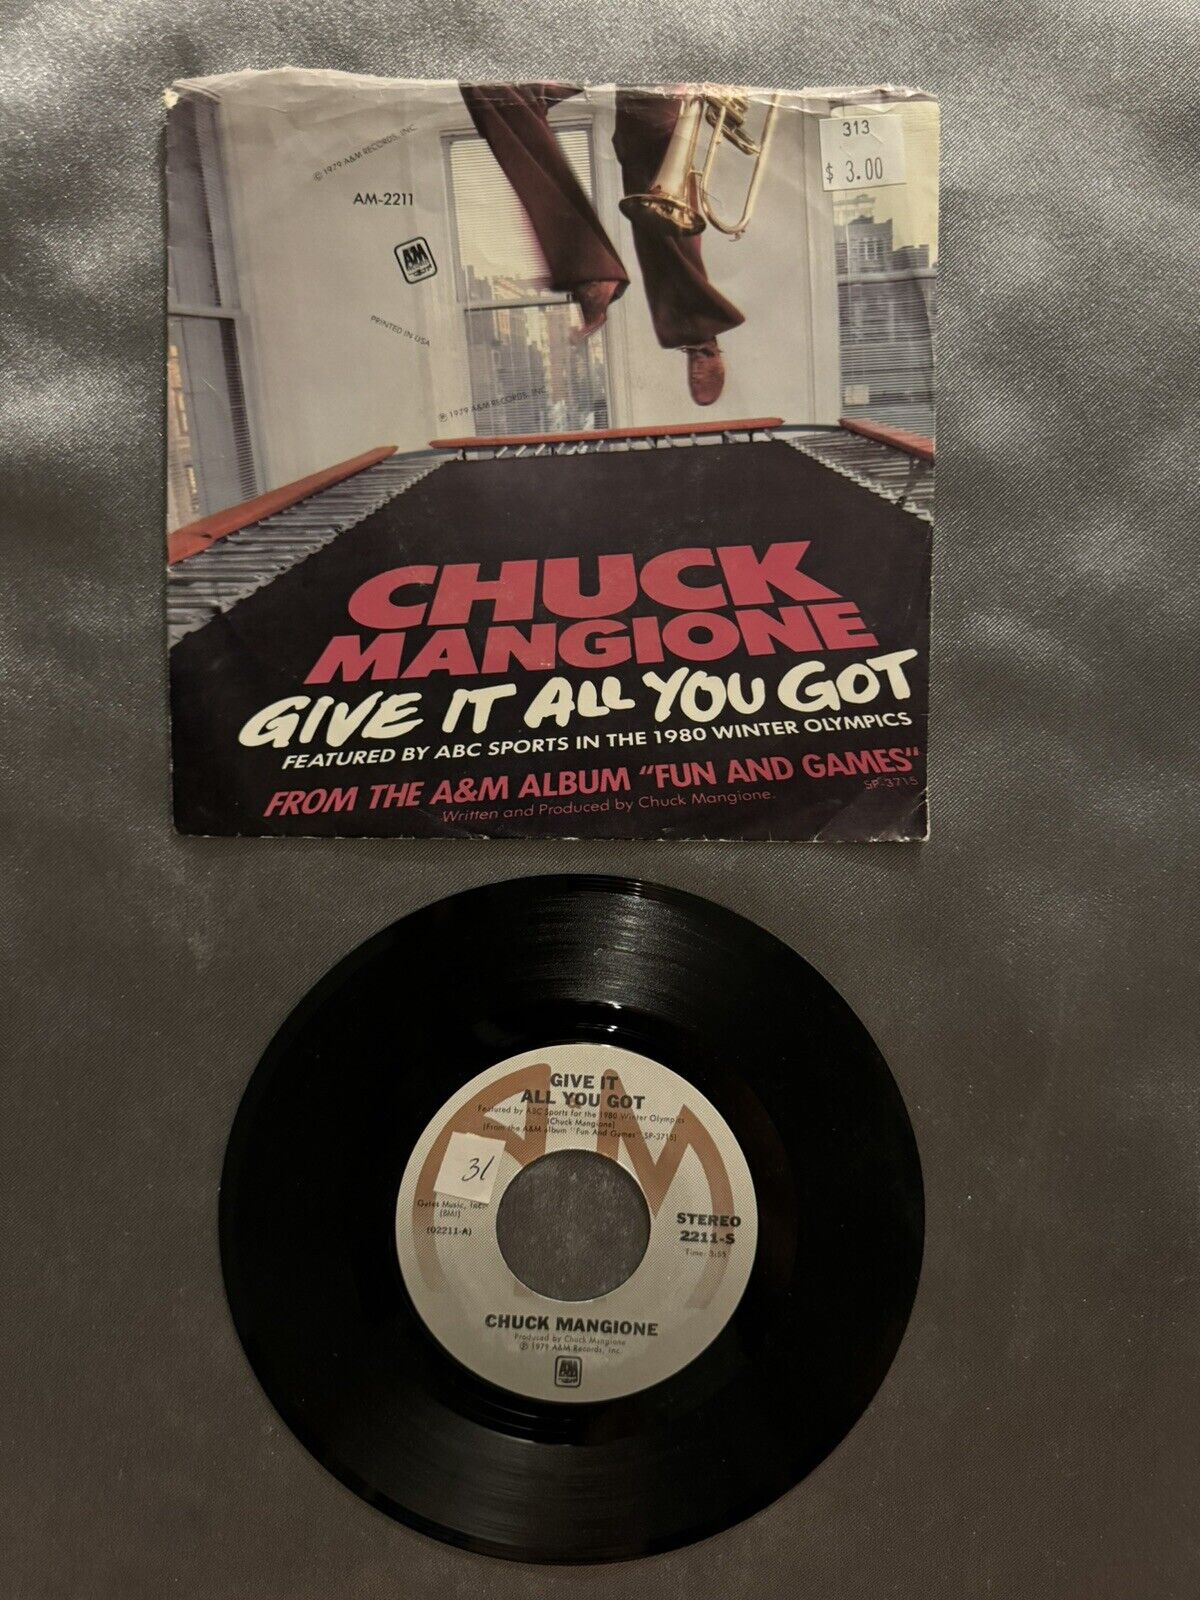 © 1979 A&M RECORDS, INC.
313
$ 3.00
AM-2211
A&M
RECORDS
PRINTED IN USA
℗ 1979 A&M RECORDS, INC.
CHUCK
MANGIONE
GIVE IT ALL YOU GOT
FEATURED BY ABC SPORTS IN THE 1980 WINTER OLYMPICS
FROM THE A&M ALBUM "FUN AND GAMES"
SP-3715
Written and Produced by Chuck Mangione.
GIVE IT
ALL YOU GOT
Featured by ABC Sports for the 1980 Winter Olympics
(Chuck Mangione)
(From the A&M album "Fun And Games" SP-3715)
A&M
31
Gates Music, Inc.
(BMI)
(02211-A)
STEREO
2211-S
Time: 3:55
CHUCK MANGIONE
Produced by Chuck Mangione
℗ 1979 A&M Records, Inc.
A&M